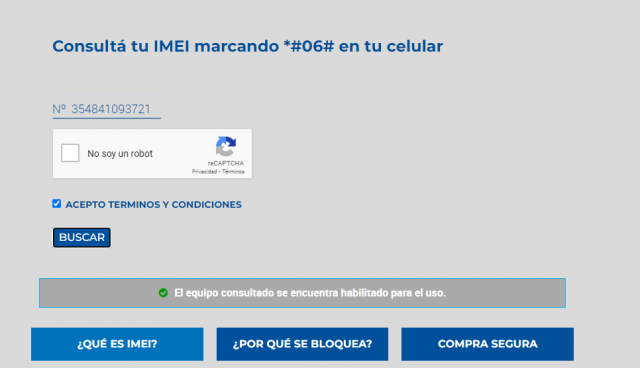 Consultá tu IMEI marcando *#06# en tu celular
Nº 354841093721
No soy un robot
reCAPTCHA
Privacidad • Términos
ACEPTO TERMINOS Y CONDICIONES
BUSCAR
El equipo consultado se encuentra habilitado para el uso.
¿QUÉ ES IMEI?
¿POR QUÉ SE BLOQUEA?
COMPRA SEGURA